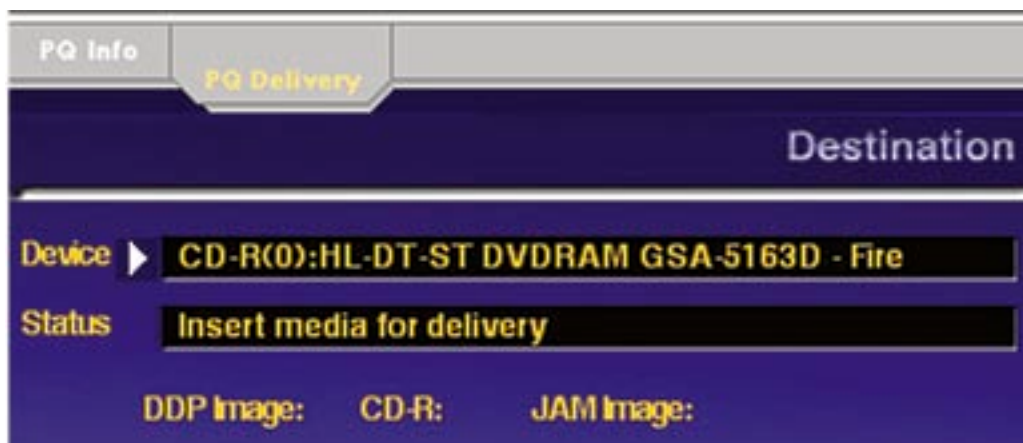 PQ Info
PQ Delivery
Destination
Device CD-R(0):HL-DT-ST DVDRAM GSA-5163D - Fire
Status Insert media for delivery
DDP Image: CD-R: JAM Image: